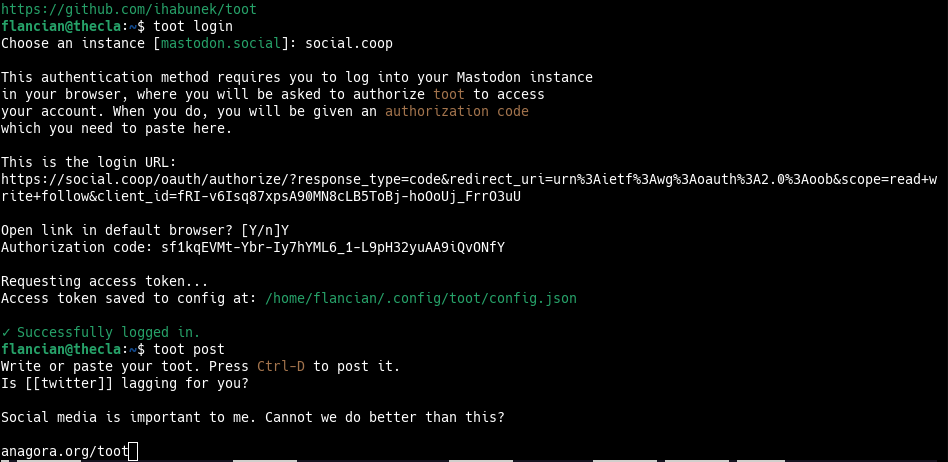 https://github.com/ihabunek/toot
flancian@thecla:~$ toot login
Choose an instance [mastodon.social]: social.coop
This authentication method requires you to log into your Mastodon instance
in your browser, where you will be asked to authorize toot to access
your account. When you do, you will be given an authorization code
which you need to paste here.
This is the login URL:
https://social.coop/oauth/authorize/?response_type=code&redirect_uri=urn%3Aietf%3Awg%3Aoauth%3A2.0%3Aoob&scope=read+w
rite+follow&client_id=fRI-v6Isq87xpsA90MN8cLB5ToBj-hoOoUj_FrrO3uU
Open link in default browser? [Y/n]Y
Authorization code: sf1kqEVMt-Ybr-Iy7hYML6_1-L9pH32yuAA9iQvONfY
Requesting access token...
Access token saved to config at: /home/flancian/.config/toot/config.json
✓ Successfully logged in.
flancian@thecla:~$ toot post
Write or paste your toot. Press Ctrl-D to post it.
Is [[twitter]] lagging for you?
Social media is important to me. Cannot we do better than this?
anagora.org/toot